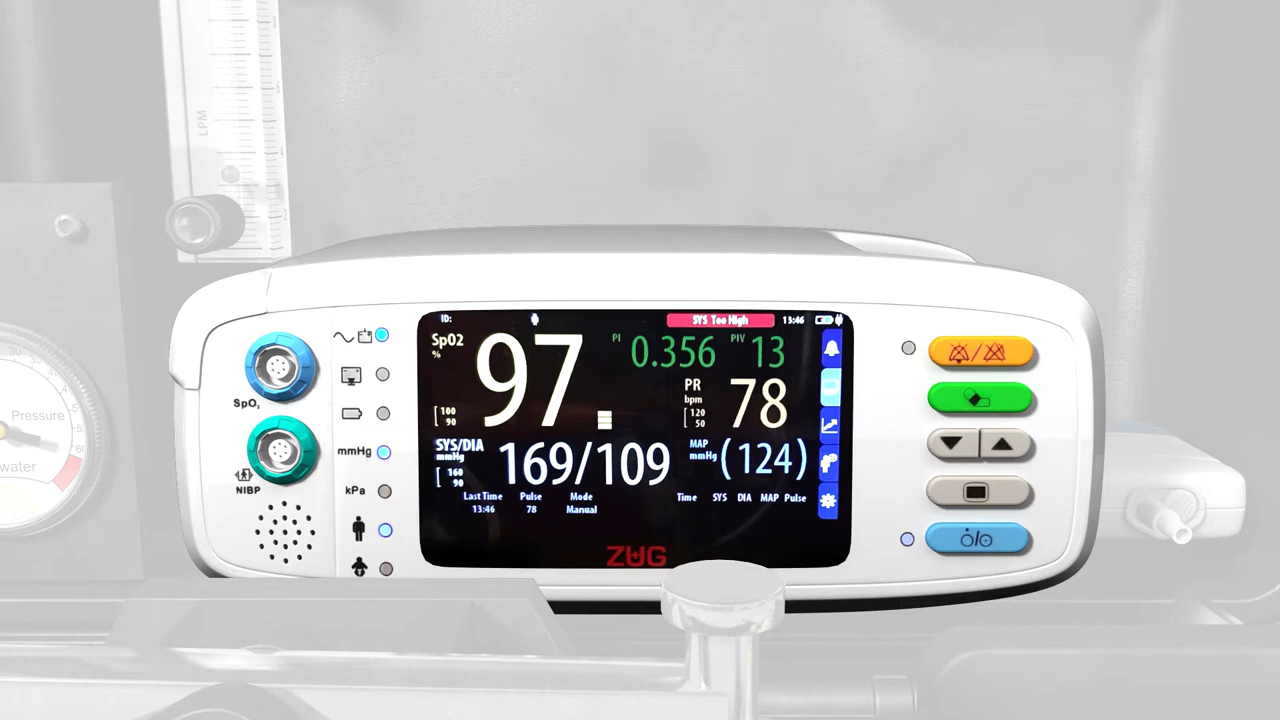 LPM
ID:
SYS Too High
13:46
SpO2
%
97
PI
0.356
PIV
13
PR
bpm
78
100
90
120
50
SYS/DIA
mmHg
169/109
MAP
mmHg
(124)
160
90
Last Time Pulse Mode
13:46 78 Manual
Time SYS DIA MAP Pulse
ZUG
SpO₂
NIBP
mmHg
kPa
Pressure
water